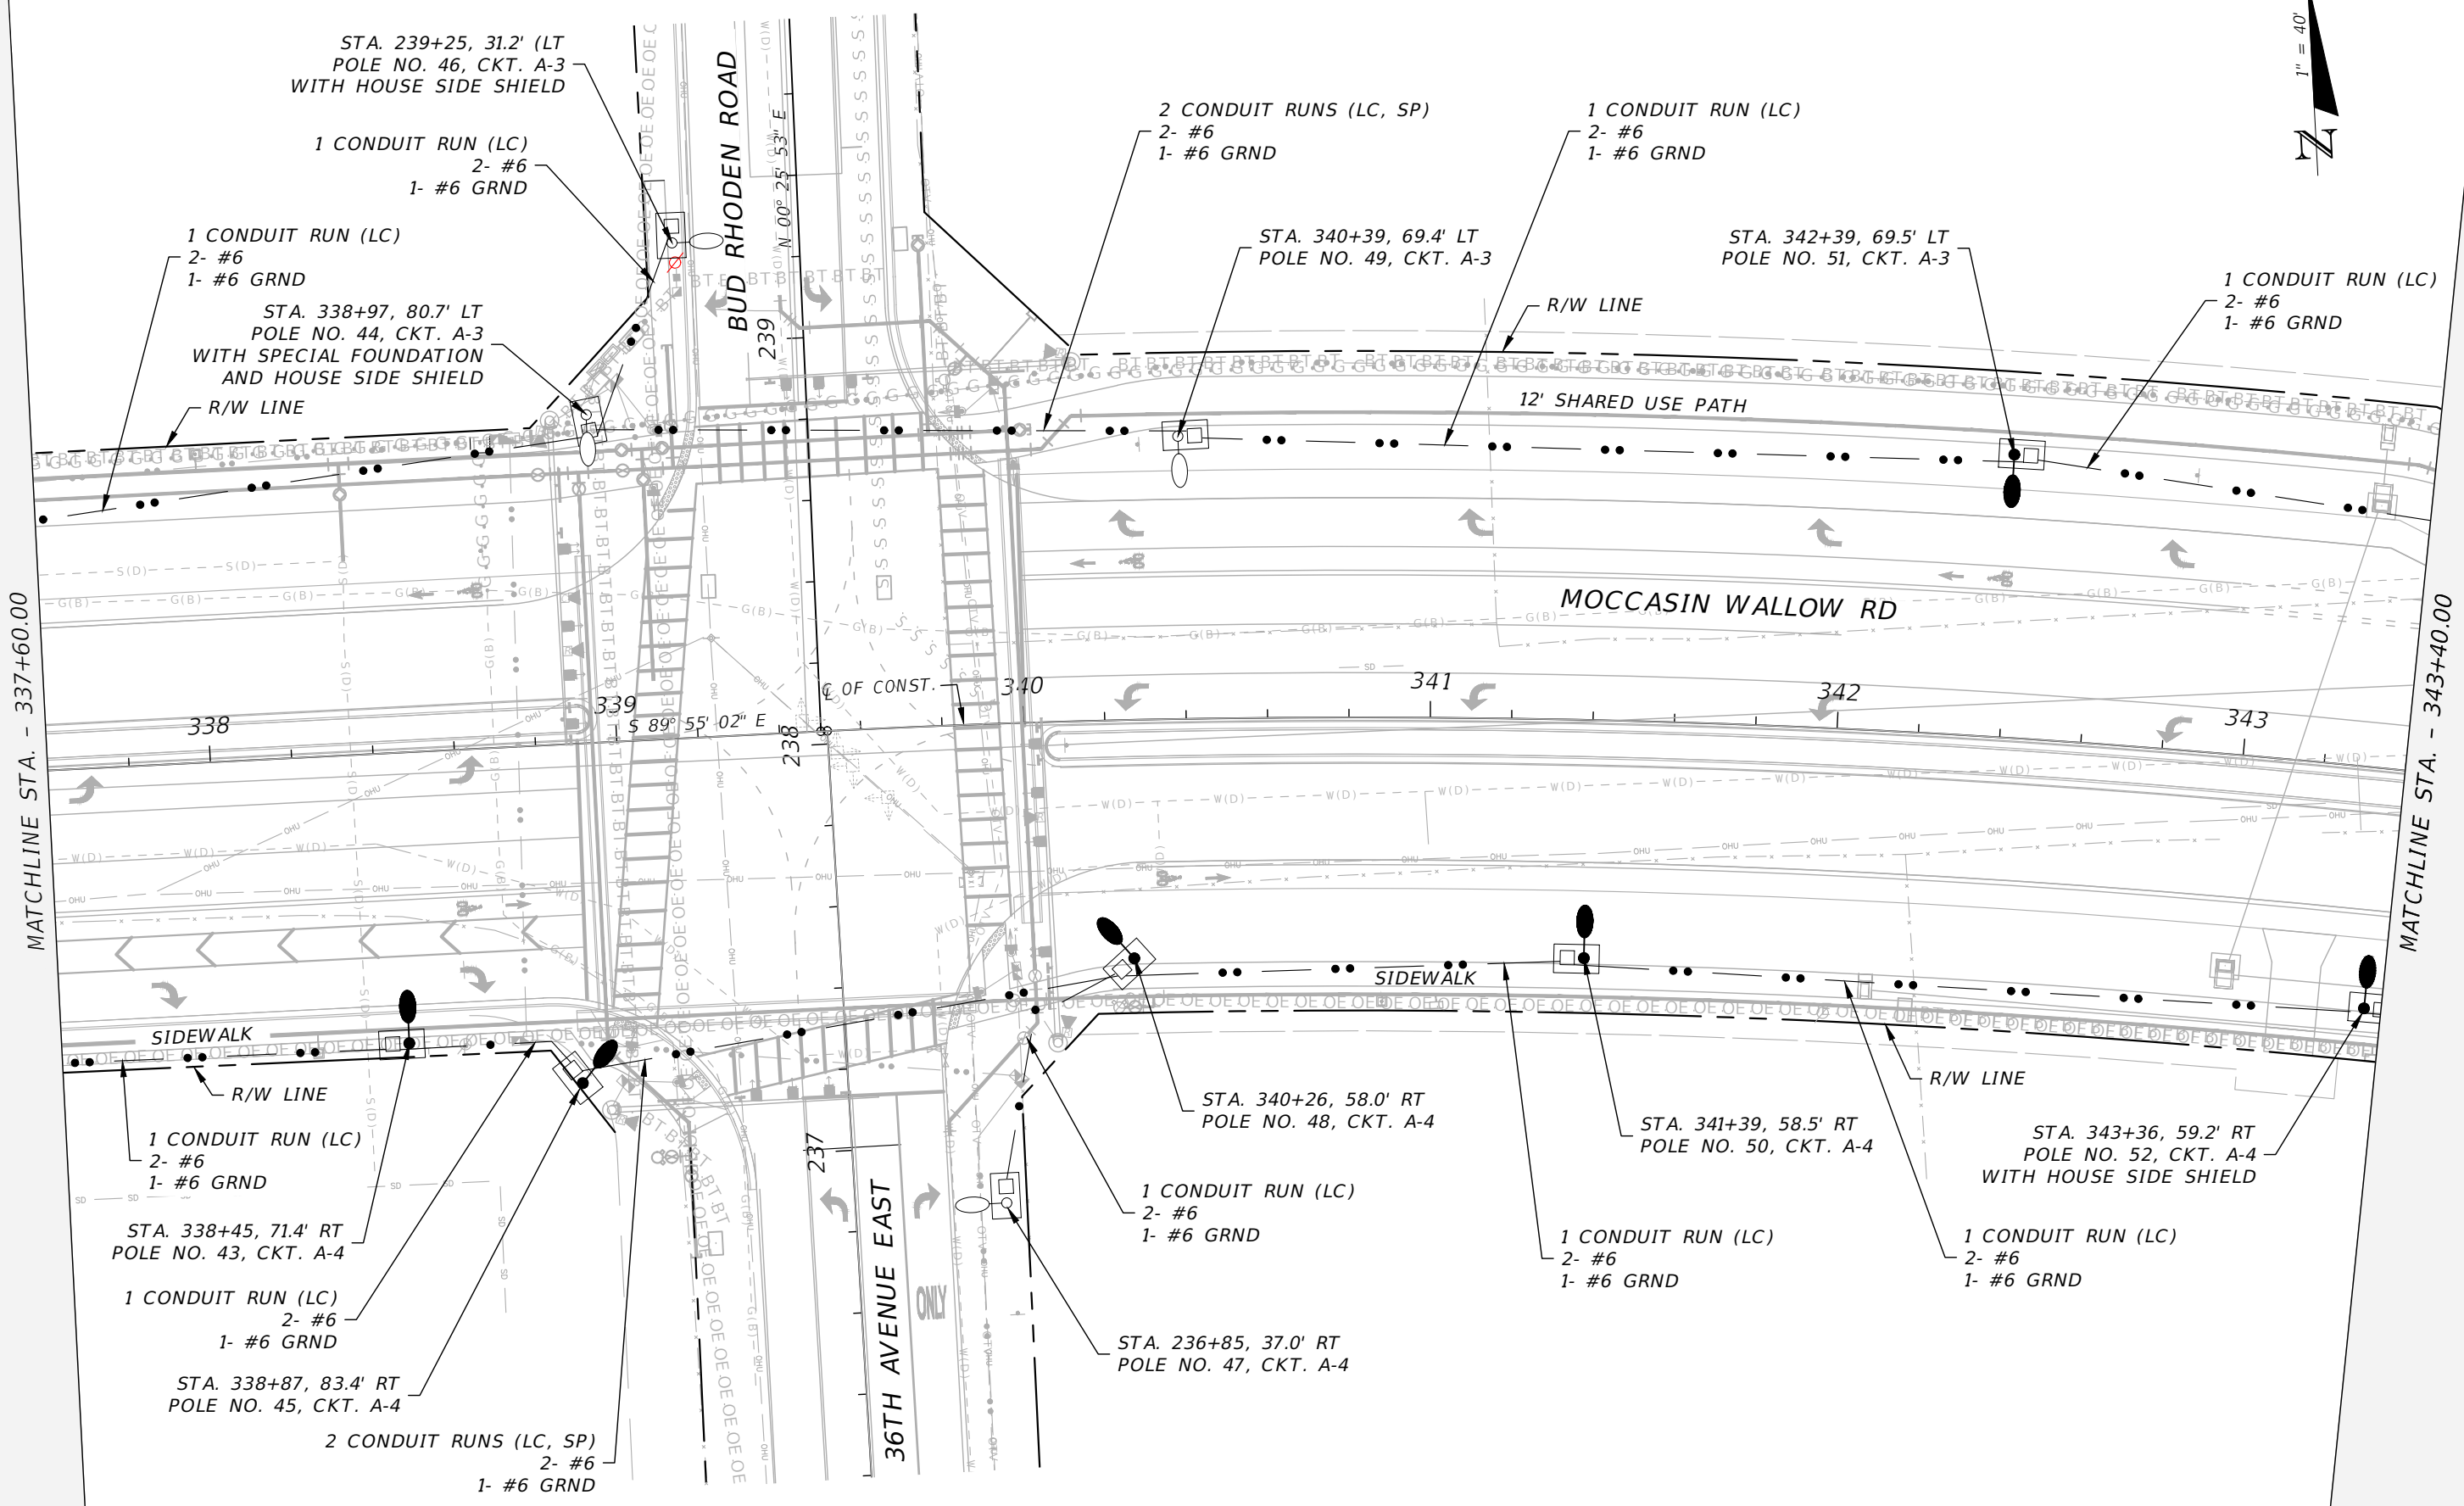 STA. 239+25, 31.2' (LT
POLE NO. 46, CKT. A-3
WITH HOUSE SIDE SHIELD
1 CONDUIT RUN (LC)
2- #6
1- #6 GRND
1 CONDUIT RUN (LC)
2- #6
1- #6 GRND
STA. 338+97, 80.7' LT
POLE NO. 44, CKT. A-3
WITH SPECIAL FOUNDATION
AND HOUSE SIDE SHIELD
R/W LINE
BUD RHODEN ROAD
N 00° 25' 53" E
239
2 CONDUIT RUNS (LC, SP)
2- #6
1- #6 GRND
1 CONDUIT RUN (LC)
2- #6
1- #6 GRND
1" = 40'
N
STA. 340+39, 69.4' LT
POLE NO. 49, CKT. A-3
STA. 342+39, 69.5' LT
POLE NO. 51, CKT. A-3
1 CONDUIT RUN (LC)
2- #6
1- #6 GRND
R/W LINE
12' SHARED USE PATH
MOCCASIN WALLOW RD
MATCHLINE STA. - 337+60.00
MATCHLINE STA. - 343+40.00
338
339
S 89° 55' 02" E
238
℄ OF CONST.
340
341
342
343
SIDEWALK
SIDEWALK
R/W LINE
R/W LINE
1 CONDUIT RUN (LC)
2- #6
1- #6 GRND
STA. 338+45, 71.4' RT
POLE NO. 43, CKT. A-4
1 CONDUIT RUN (LC)
2- #6
1- #6 GRND
STA. 338+87, 83.4' RT
POLE NO. 45, CKT. A-4
2 CONDUIT RUNS (LC, SP)
2- #6
1- #6 GRND
237
36TH AVENUE EAST
ONLY
STA. 340+26, 58.0' RT
POLE NO. 48, CKT. A-4
1 CONDUIT RUN (LC)
2- #6
1- #6 GRND
STA. 236+85, 37.0' RT
POLE NO. 47, CKT. A-4
STA. 341+39, 58.5' RT
POLE NO. 50, CKT. A-4
1 CONDUIT RUN (LC)
2- #6
1- #6 GRND
STA. 343+36, 59.2' RT
POLE NO. 52, CKT. A-4
WITH HOUSE SIDE SHIELD
1 CONDUIT RUN (LC)
2- #6
1- #6 GRND